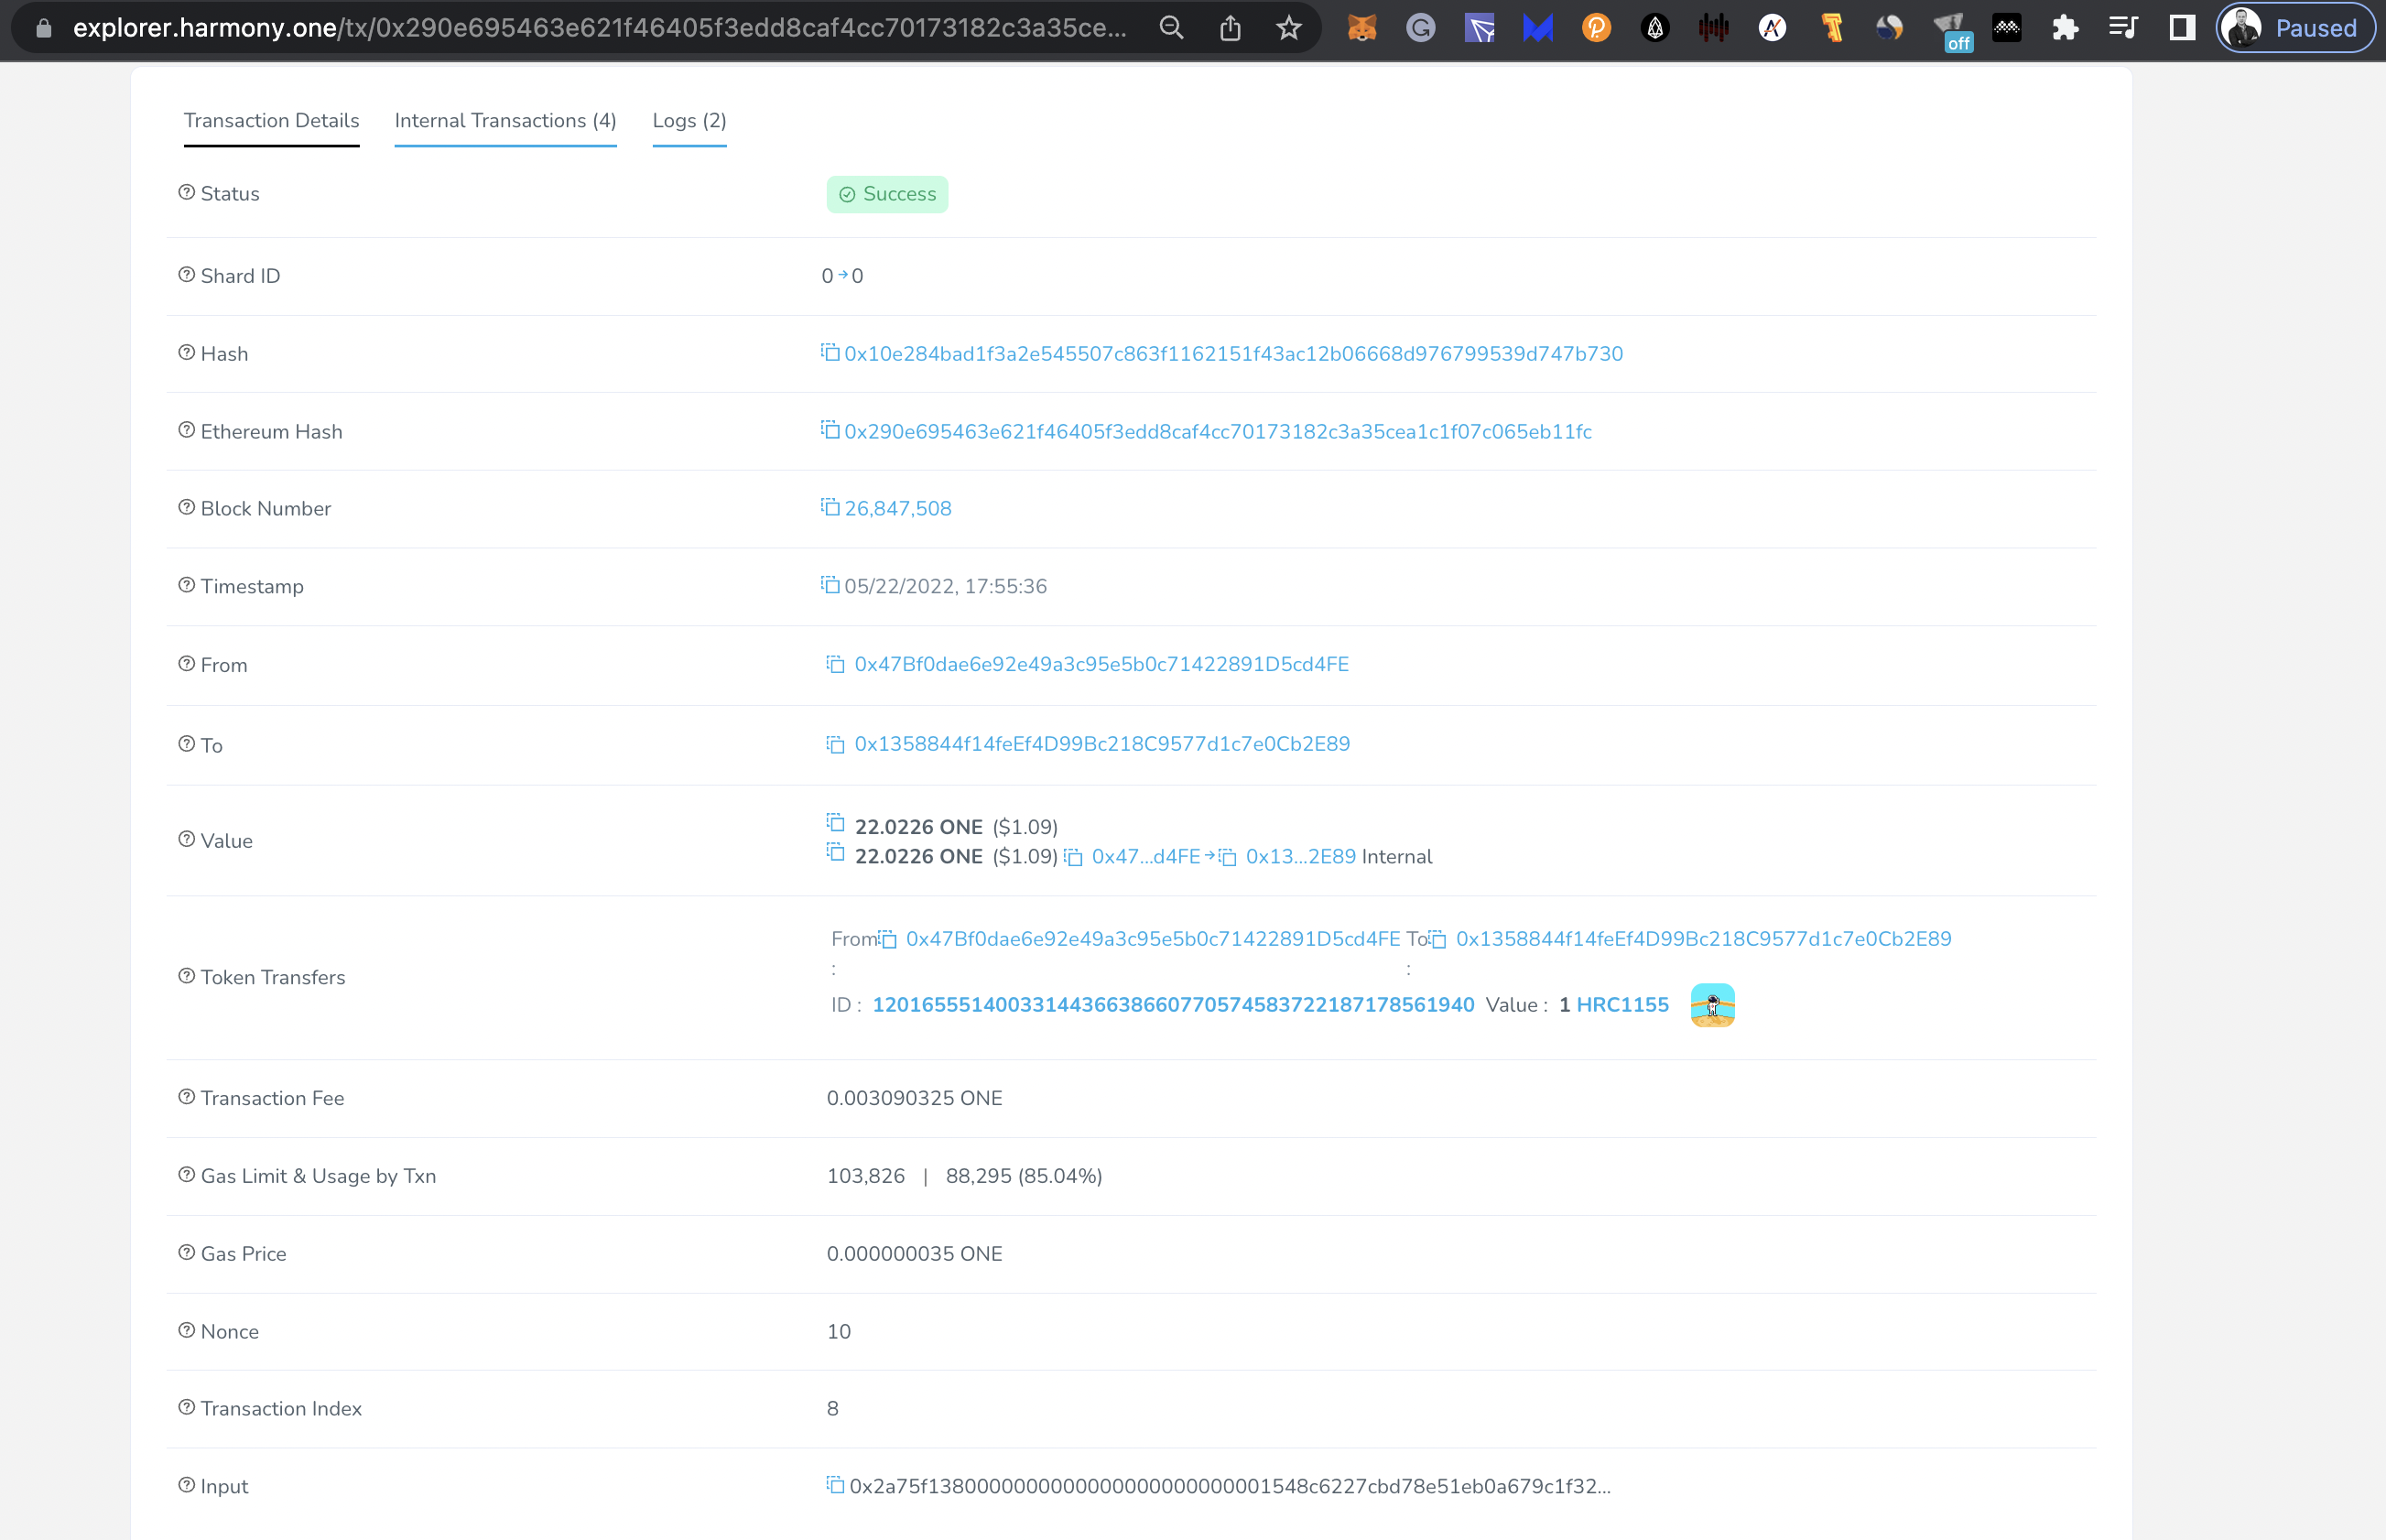 explorer.harmony.one/tx/0x290e695463e621f46405f3edd8caf4cc70173182c3a35ce...
off
Paused
Transaction Details Internal Transactions (4) Logs (2)
Status Success
Shard ID 0→0
Hash 0x10e284bad1f3a2e545507c863f1162151f43ac12b06668d976799539d747b730
Ethereum Hash 0x290e695463e621f46405f3edd8caf4cc70173182c3a35cea1c1f07c065eb11fc
Block Number 26,847,508
Timestamp 05/22/2022, 17:55:36
From 0x47Bf0dae6e92e49a3c95e5b0c71422891D5cd4FE
To 0x1358844f14feEf4D99Bc218C9577d1c7e0Cb2E89
Value 22.0226 ONE ($1.09)
22.0226 ONE ($1.09) 0x47...d4FE→ 0x13...2E89 Internal
Token Transfers
From 0x47Bf0dae6e92e49a3c95e5b0c71422891D5cd4FE To 0x1358844f14feEf4D99Bc218C9577d1c7e0Cb2E89
: :
ID : 1201655514003314436638660770574583722187178561940 Value : 1 HRC1155
Transaction Fee 0.003090325 ONE
Gas Limit & Usage by Txn 103,826 | 88,295 (85.04%)
Gas Price 0.000000035 ONE
Nonce 10
Transaction Index 8
Input 0x2a75f1380000000000000000000000001548c6227cbd78e51eb0a679c1f32...